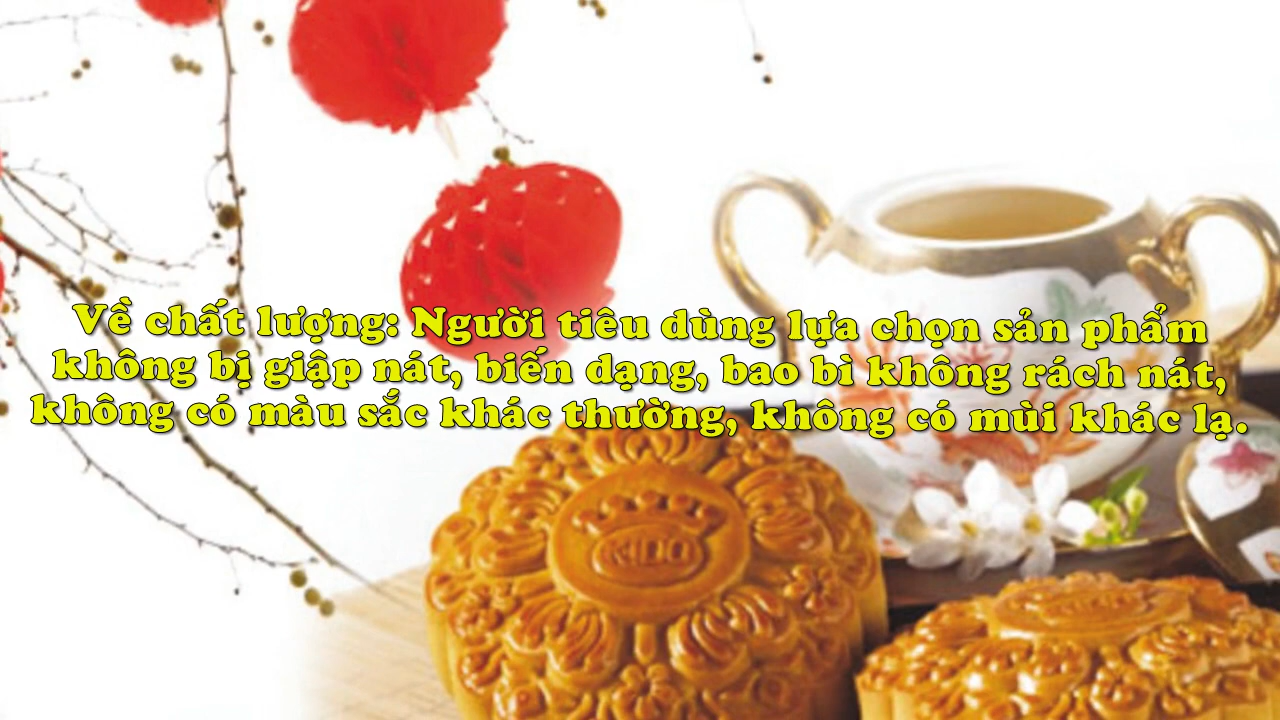 Về chất lượng: Người tiêu dùng lựa chọn sản phẩm
không bị giập nát, biến dạng, bao bì không rách nát,
không có màu sắc khác thường, không có mùi khác lạ.
KIDO